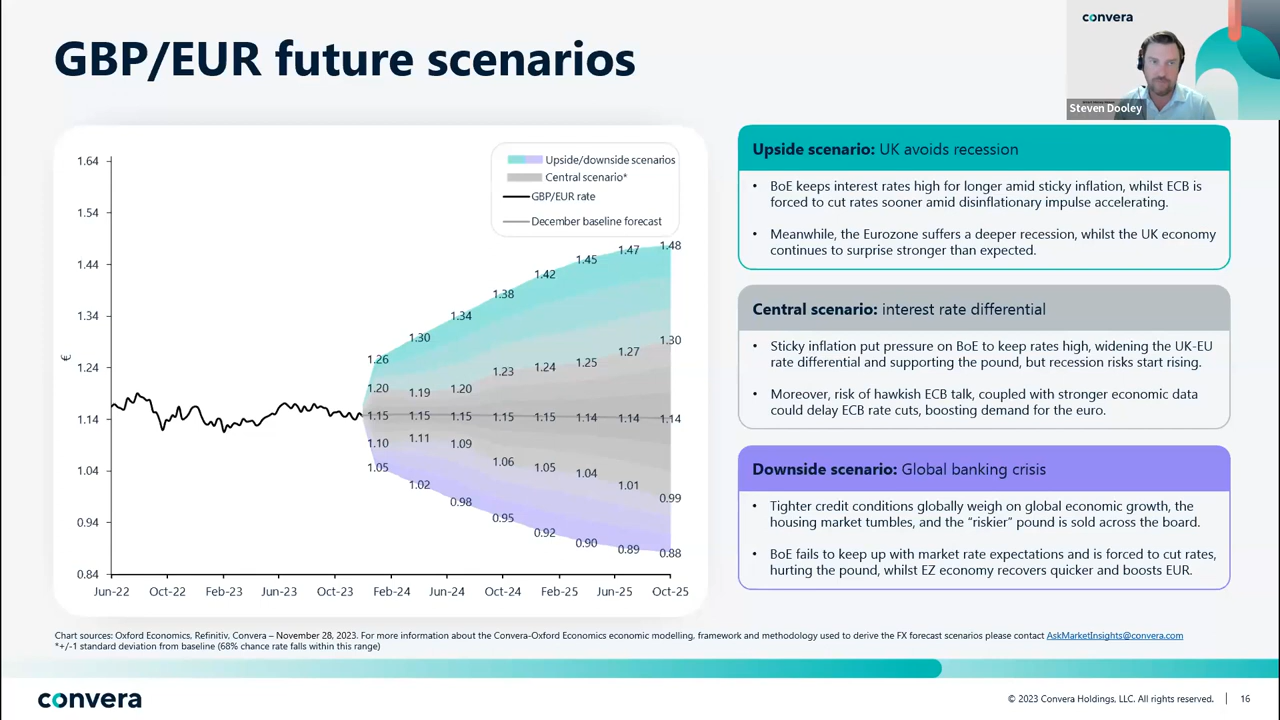 GBP/EUR future scenarios
convera
Steven Dooley
1.64
1.54
1.44
1.34
1.24
1.14
1.04
0.94
0.84
€
Upside/downside scenarios
Central scenario*
GBP/EUR rate
December baseline forecast
1.26 1.30 1.34 1.38 1.42 1.45 1.47 1.48
1.20 1.19 1.20 1.23 1.24 1.25 1.27 1.30
1.15 1.15 1.15 1.15 1.15 1.14 1.14 1.14
1.10 1.11 1.09 1.06 1.05 1.04 1.01 0.99
1.05 1.02 0.98 0.95 0.92 0.90 0.89 0.88
Jun-22 Oct-22 Feb-23 Jun-23 Oct-23 Feb-24 Jun-24 Oct-24 Feb-25 Jun-25 Oct-25
Upside scenario: UK avoids recession
• BoE keeps interest rates high for longer amid sticky inflation, whilst ECB is
forced to cut rates sooner amid disinflationary impulse accelerating.
• Meanwhile, the Eurozone suffers a deeper recession, whilst the UK economy
continues to surprise stronger than expected.
Central scenario: interest rate differential
• Sticky inflation put pressure on BoE to keep rates high, widening the UK-EU
rate differential and supporting the pound, but recession risks start rising.
• Moreover, risk of hawkish ECB talk, coupled with stronger economic data
could delay ECB rate cuts, boosting demand for the euro.
Downside scenario: Global banking crisis
• Tighter credit conditions globally weigh on global economic growth, the
housing market tumbles, and the “riskier” pound is sold across the board.
• BoE fails to keep up with market rate expectations and is forced to cut rates,
hurting the pound, whilst EZ economy recovers quicker and boosts EUR.
Chart sources: Oxford Economics, Refinitiv, Convera – November 28, 2023. For more information about the Convera-Oxford Economics economic modelling, framework and methodology used to derive the FX forecast scenarios please contact AskMarketInsights@convera.com
*+/-1 standard deviation from baseline (68% chance rate falls within this range)
convera
© 2023 Convera Holdings, LLC. All rights reserved. | 16